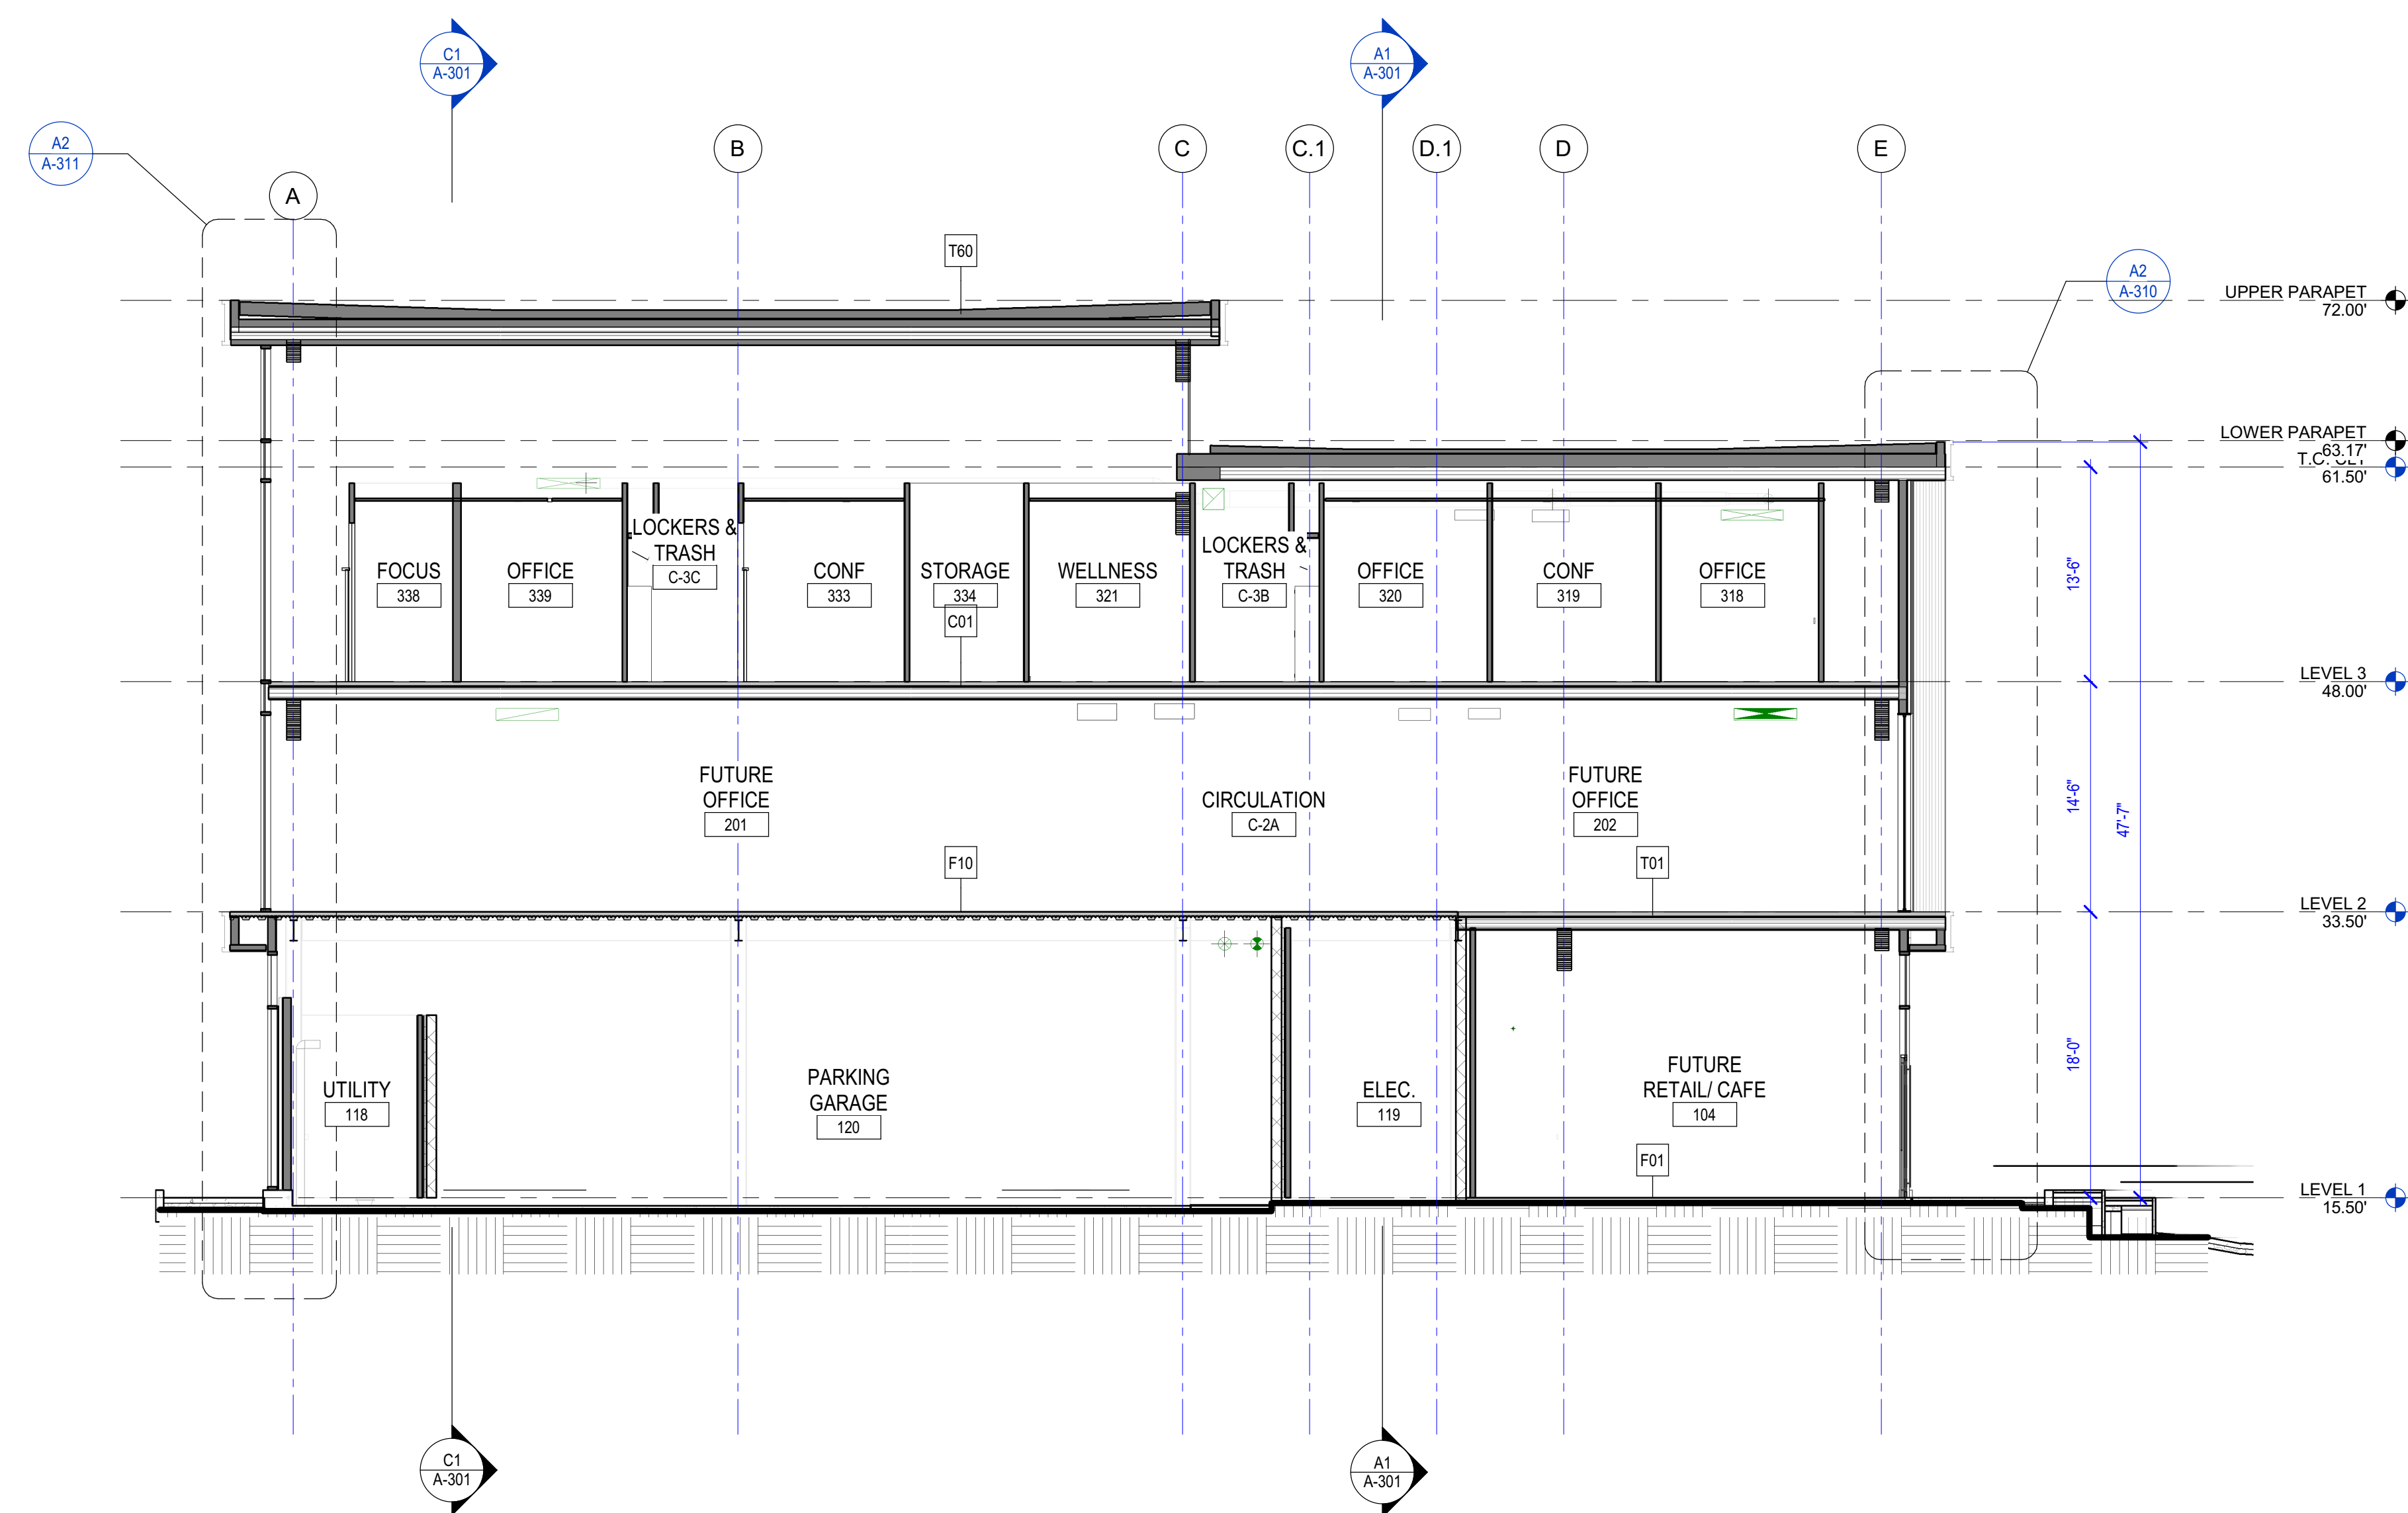 C1
A-301
A1
A-301
A2
A-311
A
B
C
C.1
D.1
D
E
T60
A2
A-310
UPPER PARAPET
72.00'
LOWER PARAPET
63.17'
T.O. CLT
61.50'
LOCKERS &
TRASH
C-3C
FOCUS
338
OFFICE
339
CONF
333
STORAGE
334
C01
WELLNESS
321
LOCKERS &
TRASH
C-3B
OFFICE
320
CONF
319
OFFICE
318
13'-6"
LEVEL 3
48.00'
FUTURE
OFFICE
201
CIRCULATION
C-2A
FUTURE
OFFICE
202
14'-6"
47'-7"
F10
T01
LEVEL 2
33.50'
UTILITY
118
PARKING
GARAGE
120
ELEC.
119
FUTURE
RETAIL/ CAFE
104
18'-0"
F01
LEVEL 1
15.50'
C1
A-301
A1
A-301